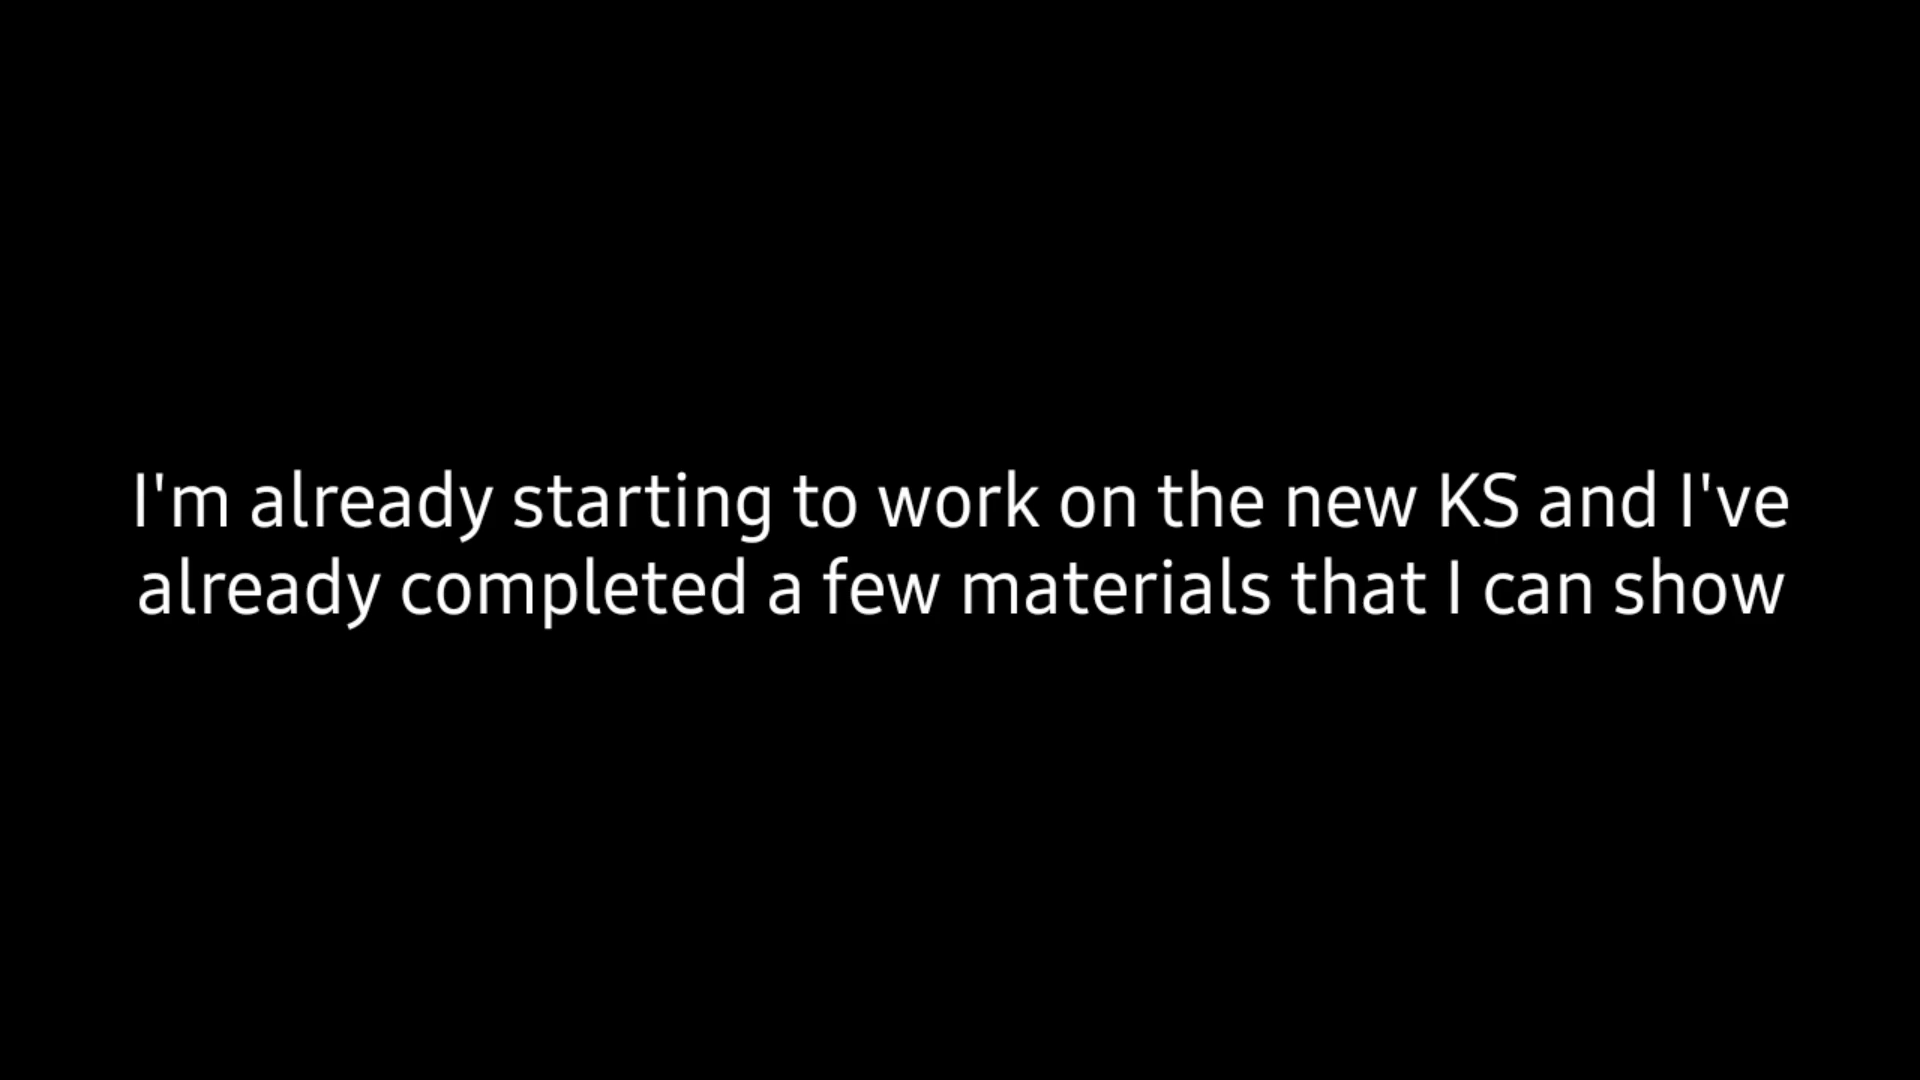 I'm already starting to work on the new KS and I've
already completed a few materials that I can show